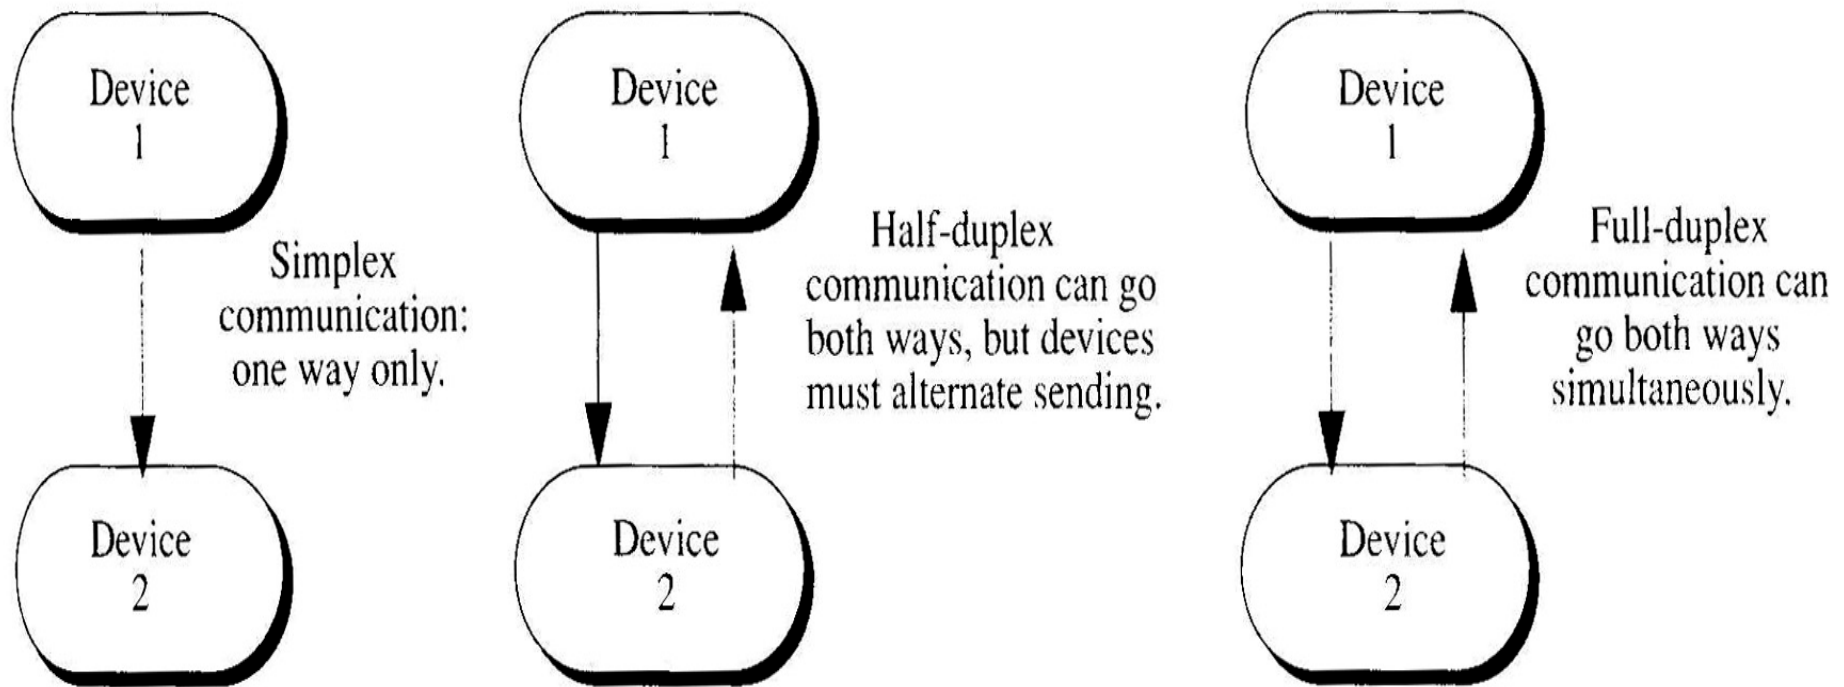 Device
1
Simplex
communication:
one way only.
Device
2
Device
1
Half-duplex
communication can go
both ways, but devices
must alternate sending.
Device
2
Device
1
Full-duplex
communication can
go both ways
simultaneously.
Device
2